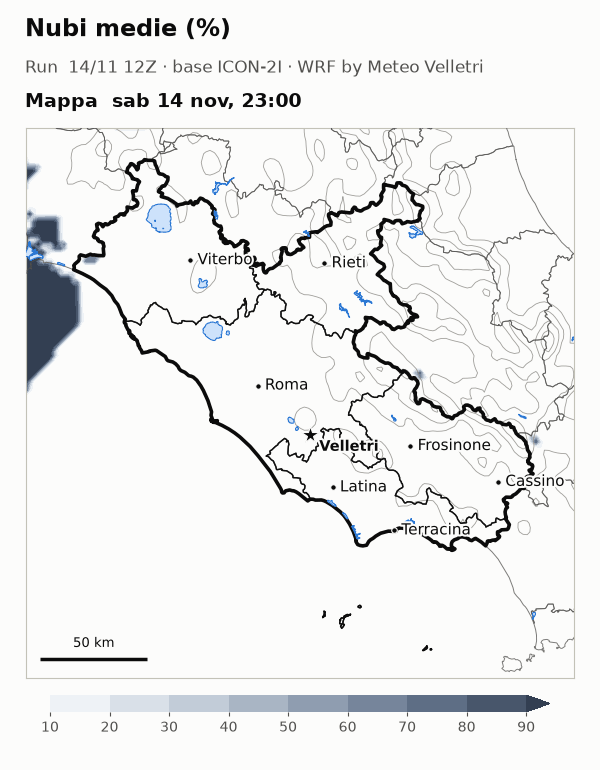 Nubi medie (%)
Run  14/11 12Z · base ICON-2I · WRF by Meteo Velletri
Mappa  sab 14 nov, 23:00
Viterbo
Rieti
Roma
Velletri
Frosinone
Cassino
Latina
Terracina
50 km
10 20 30 40 50 60 70 80 90